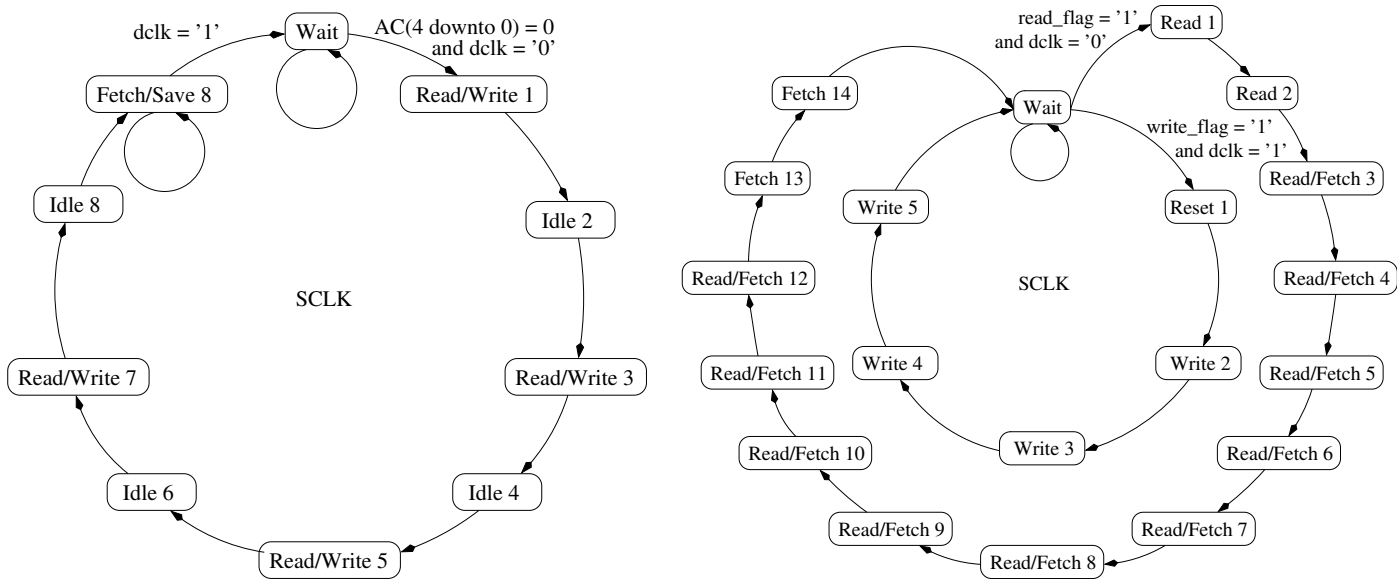 dclk = '1'
Wait
AC(4 downto 0) = 0
and dclk = '0'
Fetch/Save 8
Read/Write 1
Idle 8
Idle 2
SCLK
Read/Write 7
Read/Write 3
Idle 6
Idle 4
Read/Write 5
read_flag = '1'
and dclk = '0'
Read 1
Fetch 14
Wait
Read 2
write_flag = '1'
and dclk = '1'
Fetch 13
Read/Fetch 3
Write 5
Reset 1
Read/Fetch 12
SCLK
Read/Fetch 4
Read/Fetch 11
Write 4
Write 2
Read/Fetch 5
Read/Fetch 10
Write 3
Read/Fetch 6
Read/Fetch 9
Read/Fetch 7
Read/Fetch 8